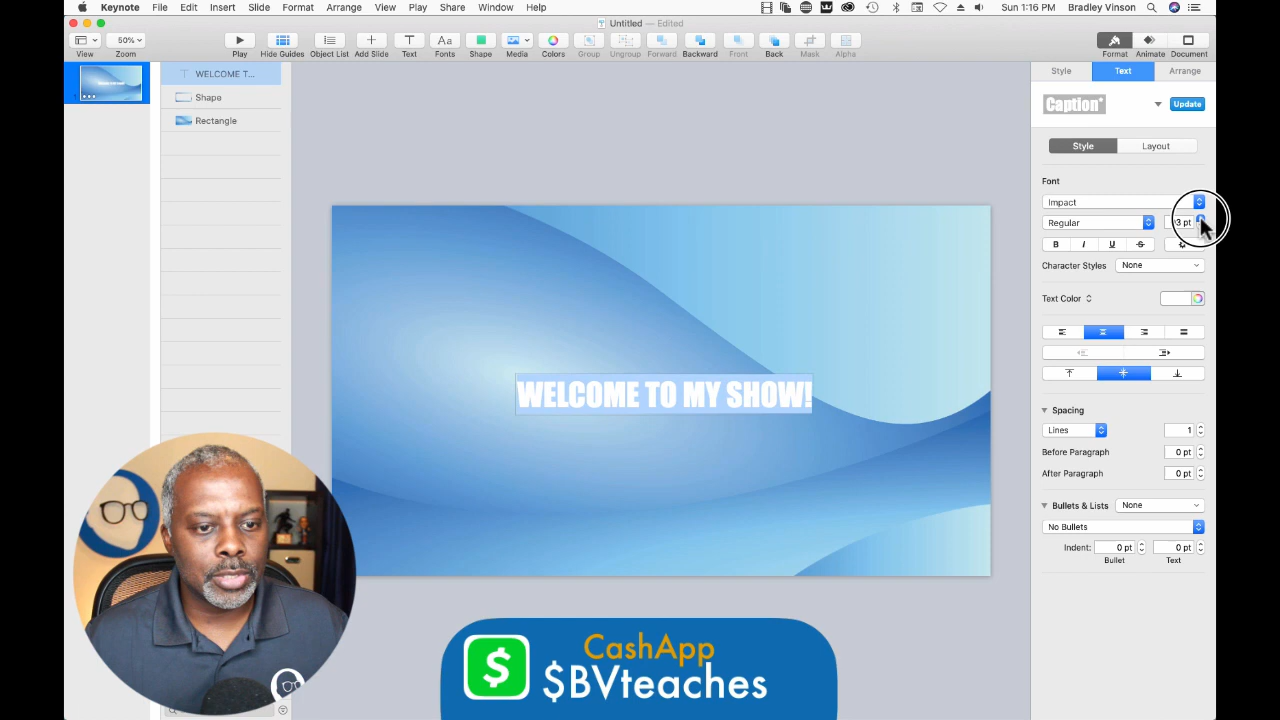 Keynote File Edit Insert Slide Format Arrange View Play Share Window Help
Sun 1:16 PM Bradley Vinson
Untitled — Edited
50%
View Zoom Play Hide Guides Object List Add Slide Text Fonts Shape Media Colors Group Ungroup Forward Backward Front Back Mask Alpha Format Animate Document
WELCOME T...
Shape
Rectangle
Style Text Arrange
Caption*
Update
Style Layout
Font
Impact
Regular
3 pt
B I U S
Character Styles None
Text Color
Spacing
Lines 1
Before Paragraph 0 pt
After Paragraph 0 pt
Bullets & Lists None
No Bullets
Indent: 0 pt 0 pt
Bullet Text
WELCOME TO MY SHOW!
CashApp
$ $BVteaches